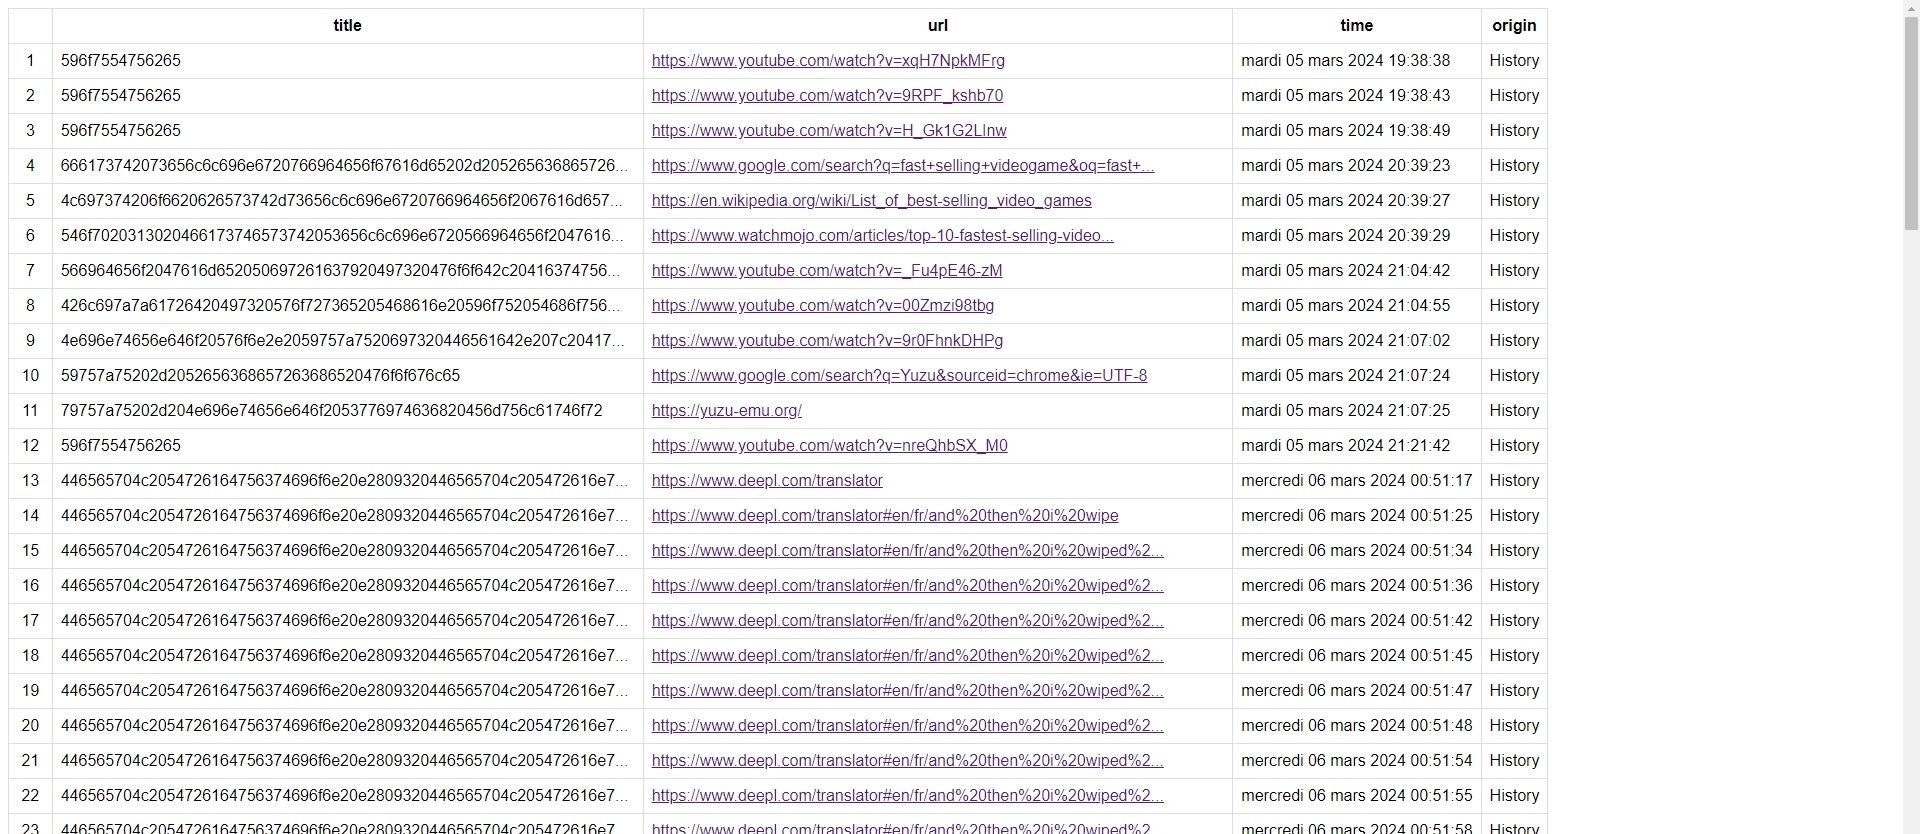 title url time origin
1 596f7554756265 https://www.youtube.com/watch?v=xqH7NpkMFrg mardi 05 mars 2024 19:38:38 History
2 596f7554756265 https://www.youtube.com/watch?v=9RPF_kshb70 mardi 05 mars 2024 19:38:43 History
3 596f7554756265 https://www.youtube.com/watch?v=H_Gk1G2LInw mardi 05 mars 2024 19:38:49 History
4 666173742073656c6c696e6720766964656f67616d65202d205265636865726... https://www.google.com/search?q=fast+selling+videogame&oq=fast+... mardi 05 mars 2024 20:39:23 History
5 4c697374206f6620626573742d73656c6c696e6720766964656f2067616d657... https://en.wikipedia.org/wiki/List_of_best-selling_video_games mardi 05 mars 2024 20:39:27 History
6 546f702031302046617374657374205365​6c6c696e6720566964656f2047616... https://www.watchmojo.com/articles/top-10-fastest-selling-video... mardi 05 mars 2024 20:39:29 History
7 566964656f2047616d652050697261637920497320476f6f642c20416374756... https://www.youtube.com/watch?v=_Fu4pE46-zM mardi 05 mars 2024 21:04:42 History
8 426c697a7a61726420497320576f727365205468616e20596f752054686f756... https://www.youtube.com/watch?v=00Zmzi98tbg mardi 05 mars 2024 21:04:55 History
9 4e696e74656e646f20576f6e2e2059757a7520697320446561642e207c20417... https://www.youtube.com/watch?v=9r0FhnkDHPg mardi 05 mars 2024 21:07:02 History
10 59757a75202d2052656368657263686520476f6f676c65 https://www.google.com/search?q=Yuzu&sourceid=chrome&ie=UTF-8 mardi 05 mars 2024 21:07:24 History
11 79757a75202d204e696e74656e646f2053776974636820456d756c61746f72 https://yuzu-emu.org/ mardi 05 mars 2024 21:07:25 History
12 596f7554756265 https://www.youtube.com/watch?v=nreQhbSX_M0 mardi 05 mars 2024 21:21:42 History
13 446565704c2054726164756374696f6e20e2809320446565704c205472616e7... https://www.deepl.com/translator mercredi 06 mars 2024 00:51:17 History
14 446565704c2054726164756374696f6e20e2809320446565704c205472616e7... https://www.deepl.com/translator#en/fr/and%20then%20i%20wipe mercredi 06 mars 2024 00:51:25 History
15 446565704c2054726164756374696f6e20e2809320446565704c205472616e7... https://www.deepl.com/translator#en/fr/and%20then%20i%20wiped%2... mercredi 06 mars 2024 00:51:34 History
16 446565704c2054726164756374696f6e20e2809320446565704c205472616e7... https://www.deepl.com/translator#en/fr/and%20then%20i%20wiped%2... mercredi 06 mars 2024 00:51:36 History
17 446565704c2054726164756374696f6e20e2809320446565704c205472616e7... https://www.deepl.com/translator#en/fr/and%20then%20i%20wiped%2... mercredi 06 mars 2024 00:51:42 History
18 446565704c2054726164756374696f6e20e2809320446565704c205472616e7... https://www.deepl.com/translator#en/fr/and%20then%20i%20wiped%2... mercredi 06 mars 2024 00:51:45 History
19 446565704c2054726164756374696f6e20e2809320446565704c205472616e7... https://www.deepl.com/translator#en/fr/and%20then%20i%20wiped%2... mercredi 06 mars 2024 00:51:47 History
20 446565704c2054726164756374696f6e20e2809320446565704c205472616e7... https://www.deepl.com/translator#en/fr/and%20then%20i%20wiped%2... mercredi 06 mars 2024 00:51:48 History
21 446565704c2054726164756374696f6e20e2809320446565704c205472616e7... https://www.deepl.com/translator#en/fr/and%20then%20i%20wiped%2... mercredi 06 mars 2024 00:51:54 History
22 446565704c2054726164756374696f6e20e2809320446565704c205472616e7... https://www.deepl.com/translator#en/fr/and%20then%20i%20wiped%2... mercredi 06 mars 2024 00:51:55 History
23 446565704c2054726164756374696f6e20e2809320446565704c205472616e7... https://www.deepl.com/translator#en/fr/and%20then%20i%20wiped%2... mercredi 06 mars 2024 00:51:58 History